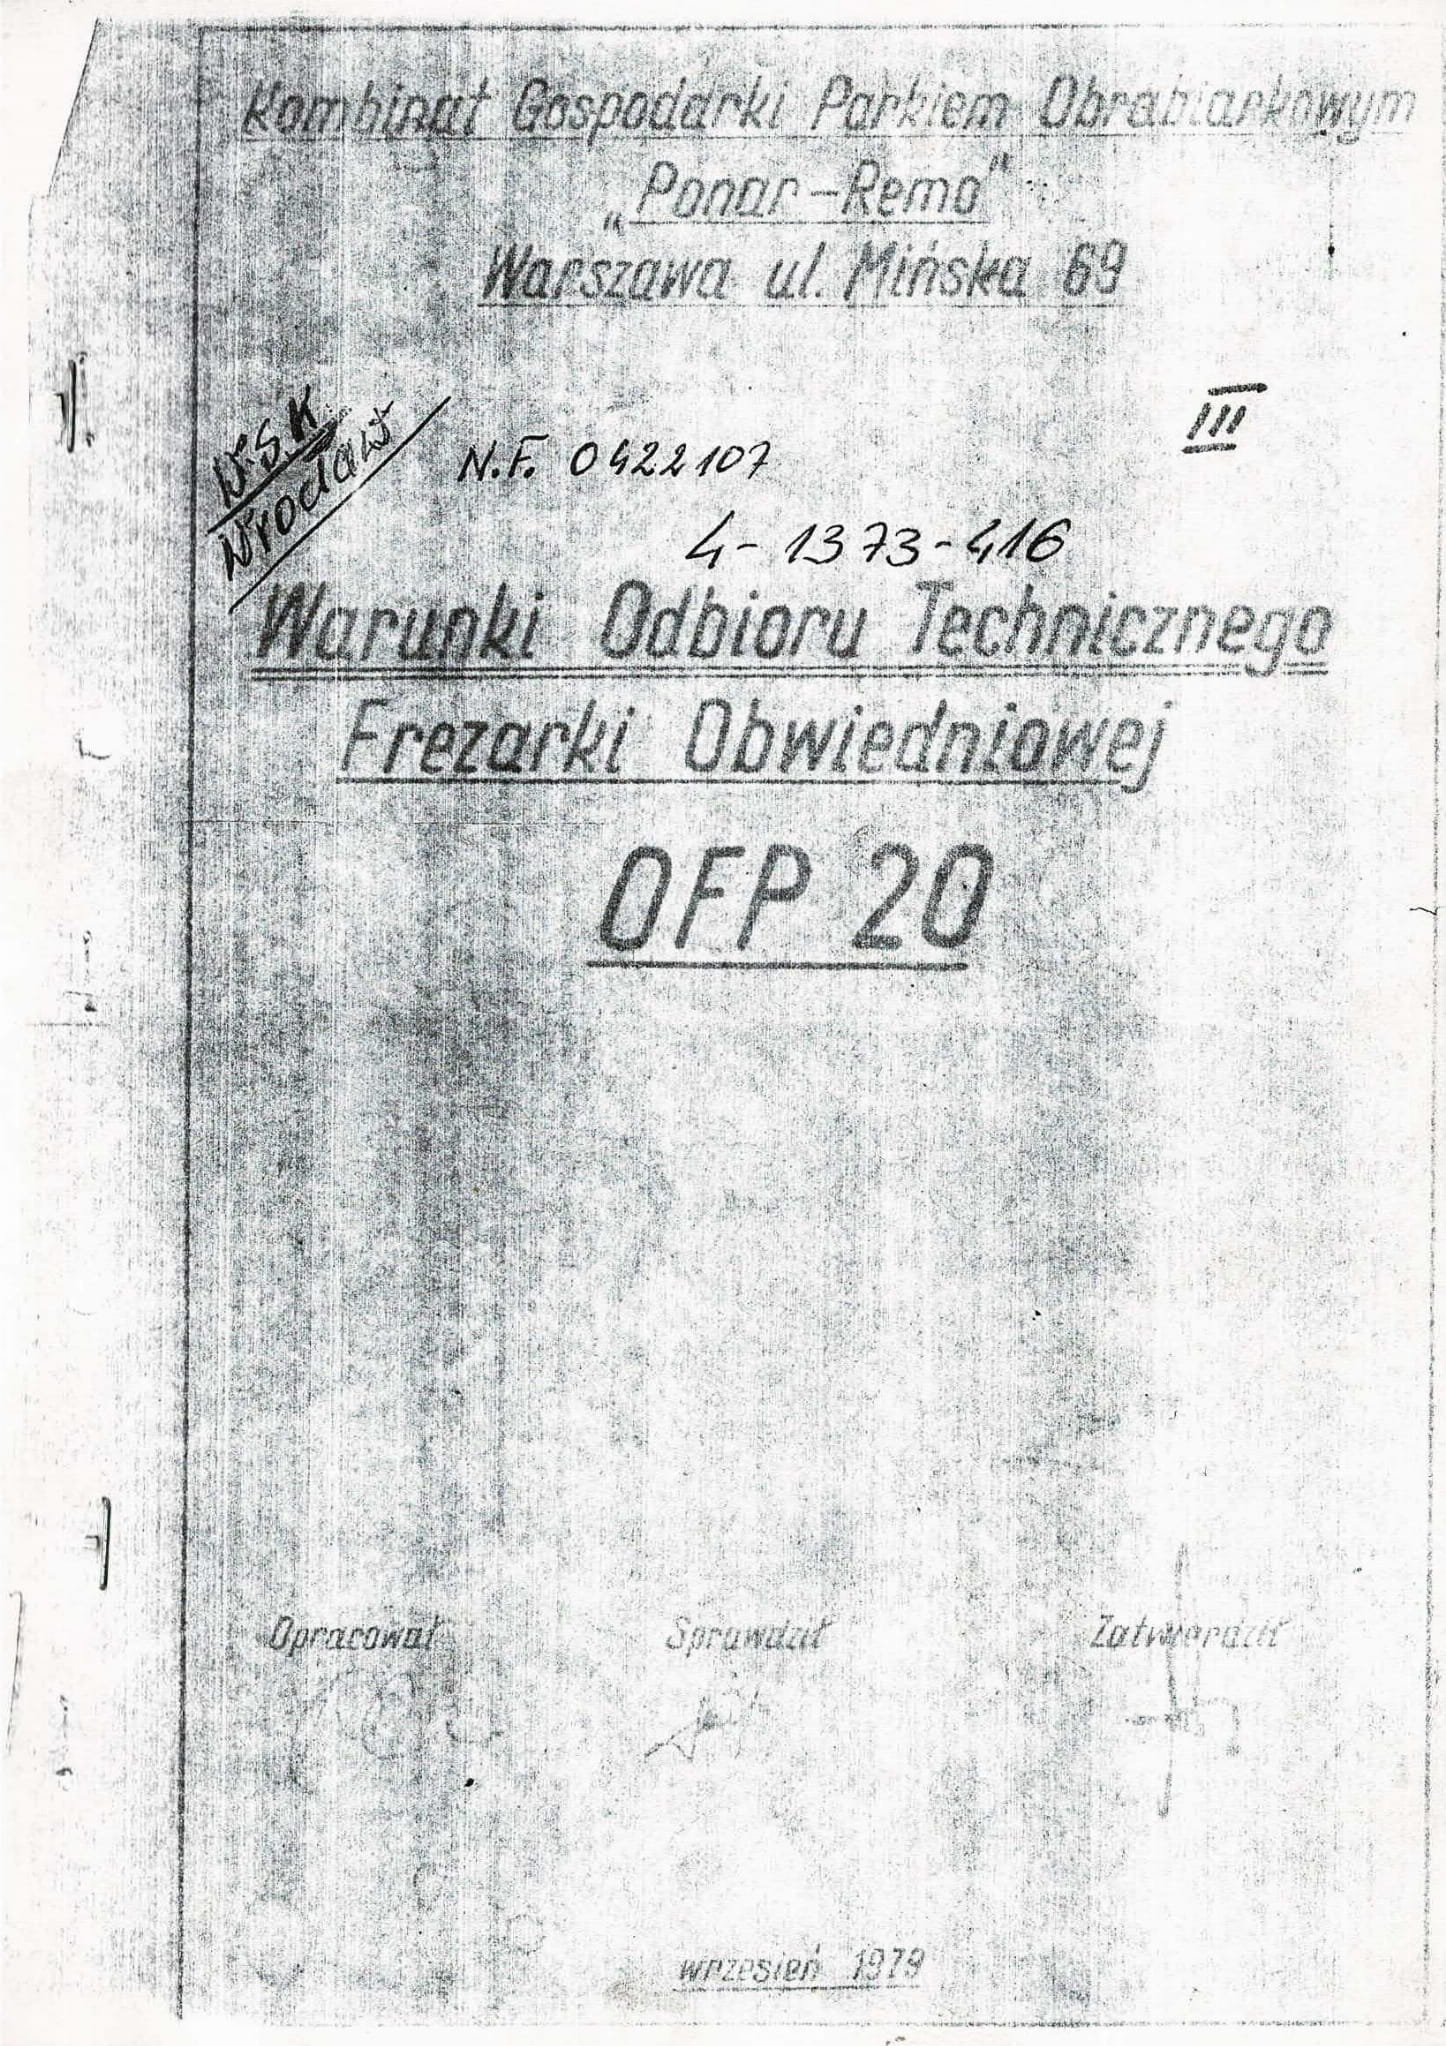 Kombinat Gospodarki Parkiem Obrabiarkowym
„Ponar-Remo"
Warszawa ul. Mińska 69
W.S.K
Wrocław
III
N.F. 0422107
4-1373-416
Warunki Odbioru Technicznego
Frezarki Obwiedniowej
OFP 20
Opracował Sprawdził Zatwierdził
wrzesień 1979